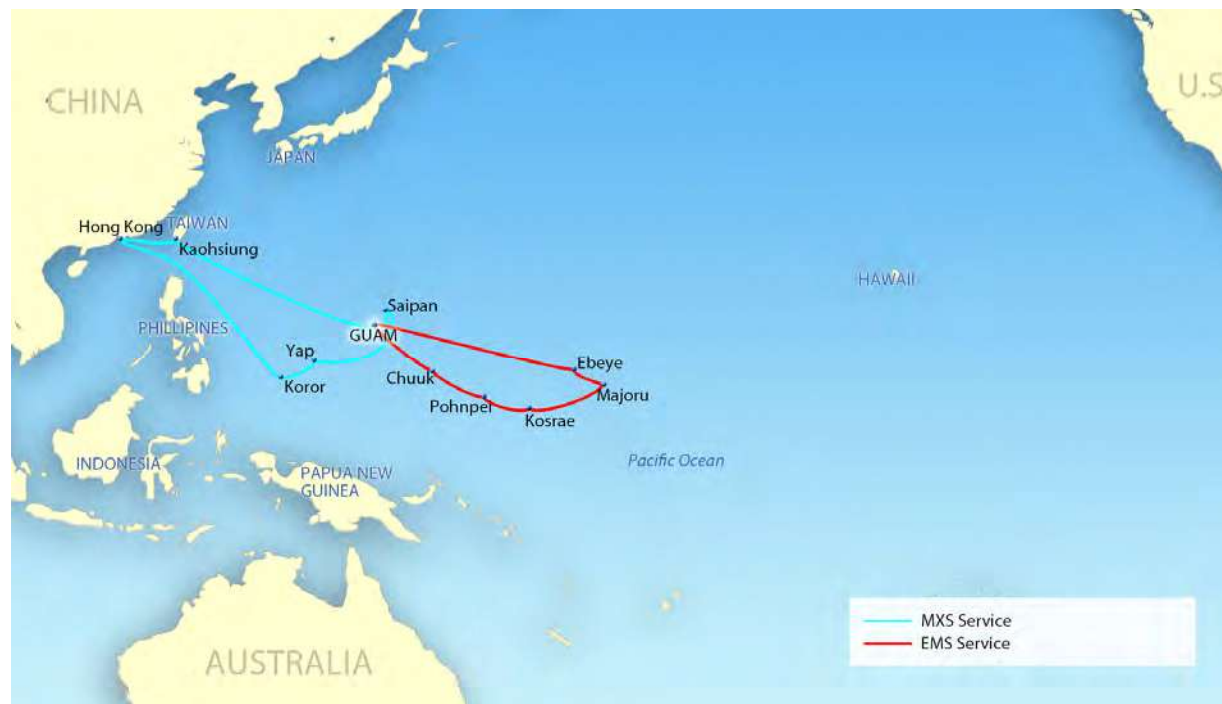 CHINA
U.S
JAPAN
Hong Kong
TAIWAN
Kaohsiung
HAWAII
Saipan
PHILLIPINES
GUAM
Yap
Ebeye
Koror
Chuuk
Majoru
Pohnpei
Kosrae
INDONESIA
Pacific Ocean
PAPUA NEW
GUINEA
MXS Service
EMS Service
AUSTRALIA